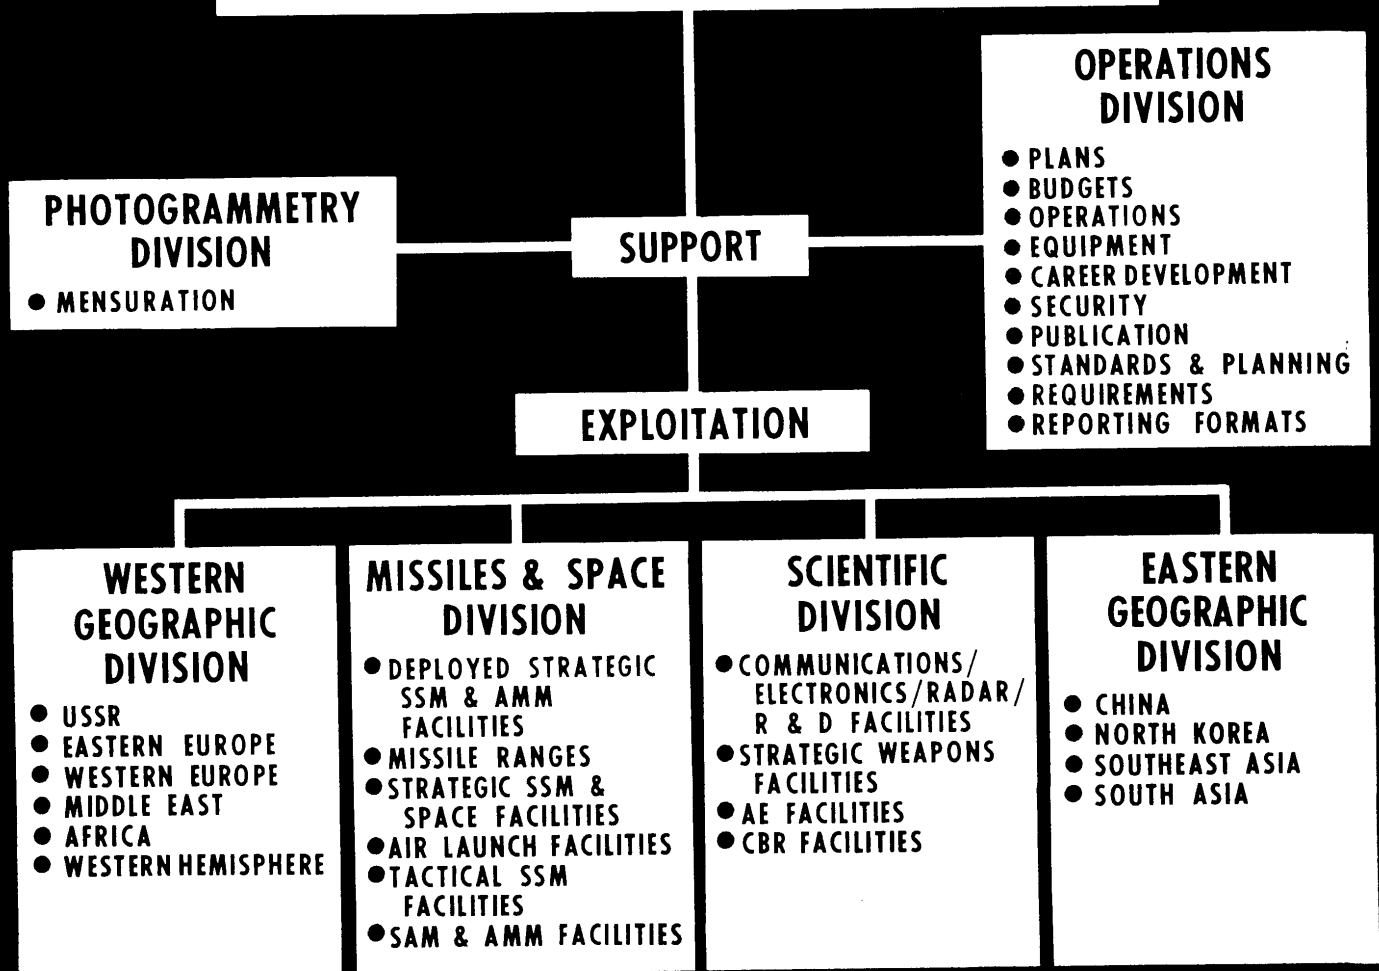 OPERATIONS
DIVISION
● PLANS
● BUDGETS
● OPERATIONS
● EQUIPMENT
● CAREER DEVELOPMENT
● SECURITY
● PUBLICATION
● STANDARDS & PLANNING
● REQUIREMENTS
● REPORTING FORMATS
PHOTOGRAMMETRY
DIVISION
● MENSURATION
SUPPORT
EXPLOITATION
WESTERN
GEOGRAPHIC
DIVISION
● USSR
● EASTERN EUROPE
● WESTERN EUROPE
● MIDDLE EAST
● AFRICA
● WESTERN HEMISPHERE
MISSILES & SPACE
DIVISION
● DEPLOYED STRATEGIC
SSM & AMM
FACILITIES
● MISSILE RANGES
● STRATEGIC SSM &
SPACE FACILITIES
● AIR LAUNCH FACILITIES
● TACTICAL SSM
FACILITIES
● SAM & AMM FACILITIES
SCIENTIFIC
DIVISION
● COMMUNICATIONS/
ELECTRONICS/RADAR/
R & D FACILITIES
● STRATEGIC WEAPONS
FACILITIES
● AE FACILITIES
● CBR FACILITIES
EASTERN
GEOGRAPHIC
DIVISION
● CHINA
● NORTH KOREA
● SOUTHEAST ASIA
● SOUTH ASIA